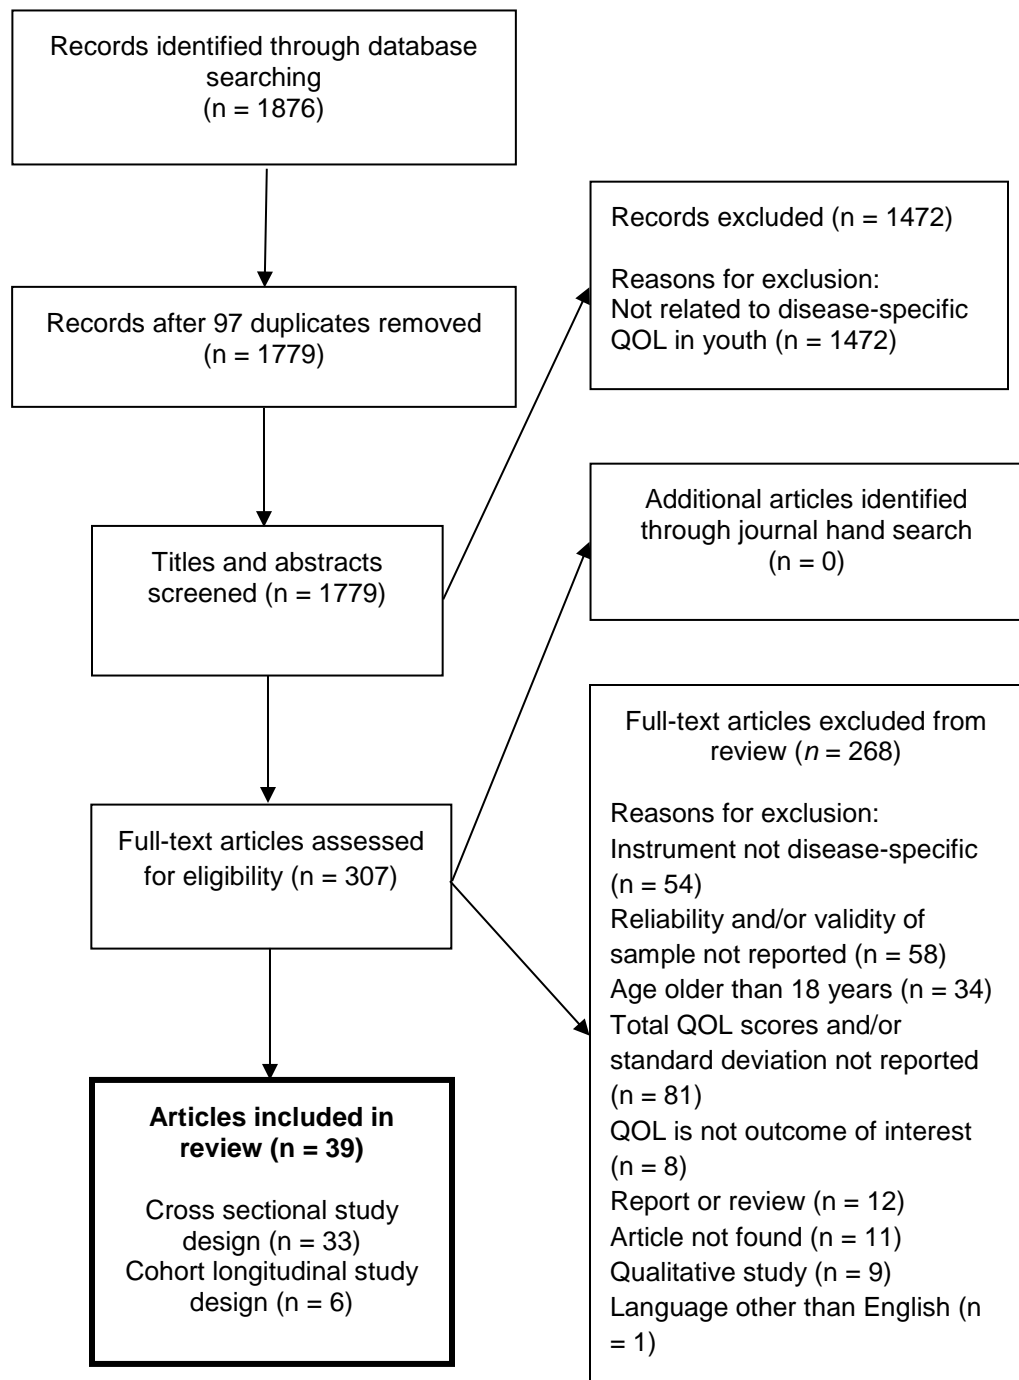 Records identified through database
searching
(n = 1876)
Records after 97 duplicates removed
(n = 1779)
Records excluded (n = 1472)
Reasons for exclusion:
Not related to disease-specific
QOL in youth (n = 1472)
Titles and abstracts
screened (n = 1779)
Additional articles identified
through journal hand search
(n = 0)
Full-text articles assessed
for eligibility (n = 307)
Full-text articles excluded from
review (n = 268)
Reasons for exclusion:
Instrument not disease-specific
(n = 54)
Reliability and/or validity of
sample not reported (n = 58)
Age older than 18 years (n = 34)
Total QOL scores and/or
standard deviation not reported
(n = 81)
QOL is not outcome of interest
(n = 8)
Report or review (n = 12)
Article not found (n = 11)
Qualitative study (n = 9)
Language other than English (n
= 1)
Articles included in
review (n = 39)
Cross sectional study
design (n = 33)
Cohort longitudinal study
design (n = 6)